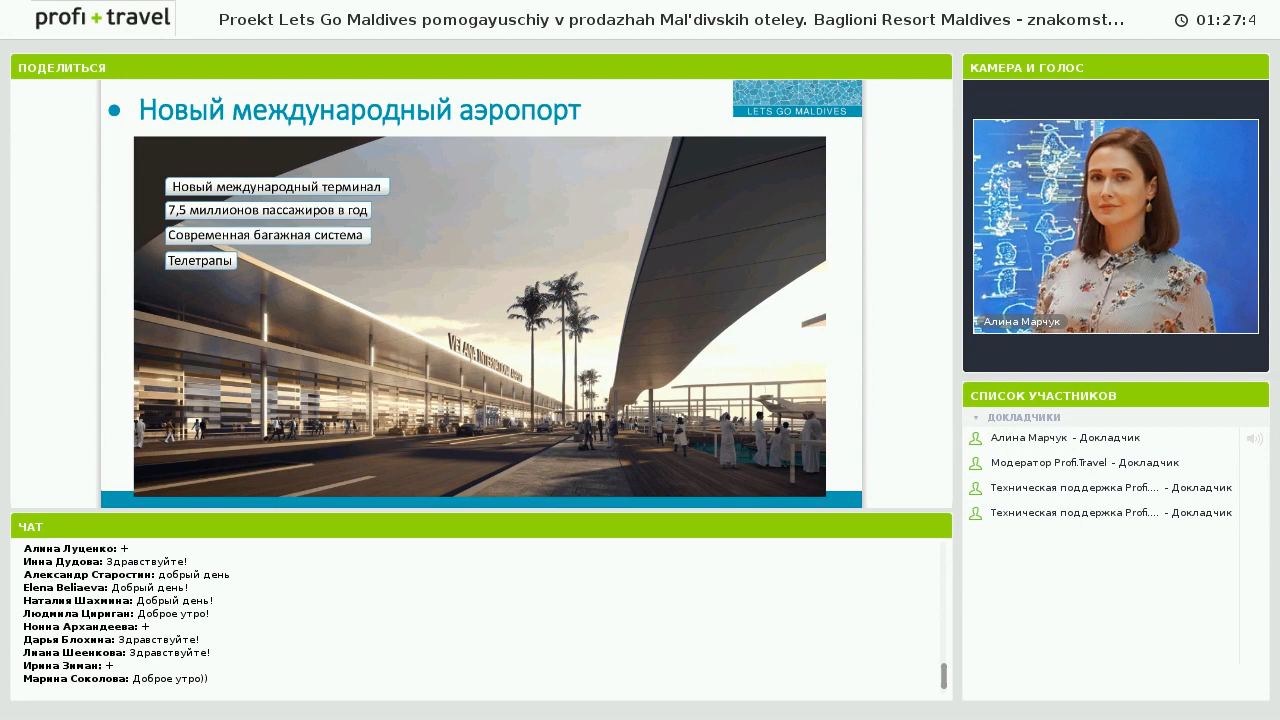 profi + travel
Proekt Lets Go Maldives pomogayuschiy v prodazhah Mal'divskih oteley. Baglioni Resort Maldives - znakomst...
01:27:4
ПОДЕЛИТЬСЯ
• Новый международный аэропорт
LETS GO MALDIVES
Новый международный терминал
7,5 миллионов пассажиров в год
Современная багажная система
Телетрапы
VELANA INTERNATIONAL AIRPORT
КАМЕРА И ГОЛОС
Алина Марчук
СПИСОК УЧАСТНИКОВ
ДОКЛАДЧИКИ
Алина Марчук - Докладчик
Модератор Profi.Travel - Докладчик
Техническая поддержка Profi.... - Докладчик
Техническая поддержка Profi.... - Докладчик
ЧАТ
Алина Луценко: +
Инна Дудова: Здравствуйте!
Александр Старостин: добрый день
Elena Beliaeva: Добрый день!
Наталия Шахмина: Добрый день!
Людмила Цириган: Доброе утро!
Нонна Архандеева: +
Дарья Блохина: Здравствуйте!
Лиана Шеенкова: Здравствуйте!
Ирина Зиман: +
Марина Соколова: Доброе утро))